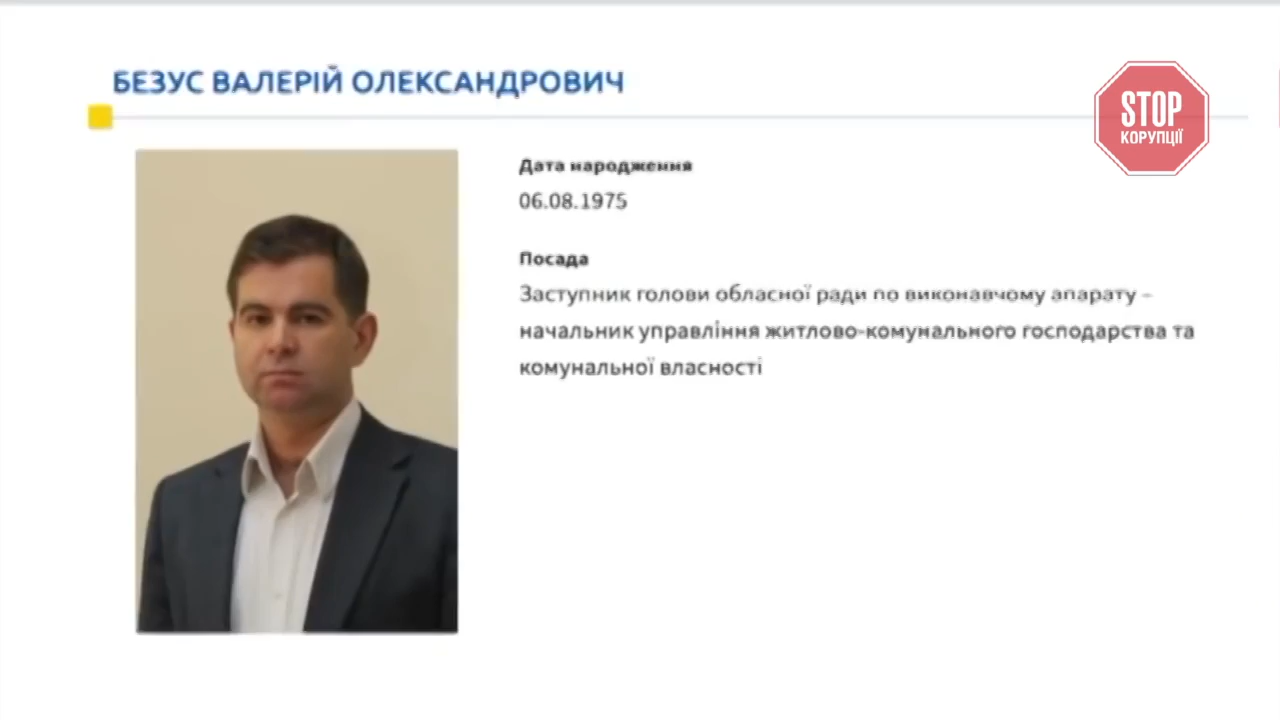 БЕЗУС ВАЛЕРІЙ ОЛЕКСАНДРОВИЧ
STOP
КОРУПЦІЇ
Дата народження
06.08.1975
Посада
Заступник голови обласної ради по виконавчому апарату –
начальник управління житлово-комунального господарства та
комунальної власності